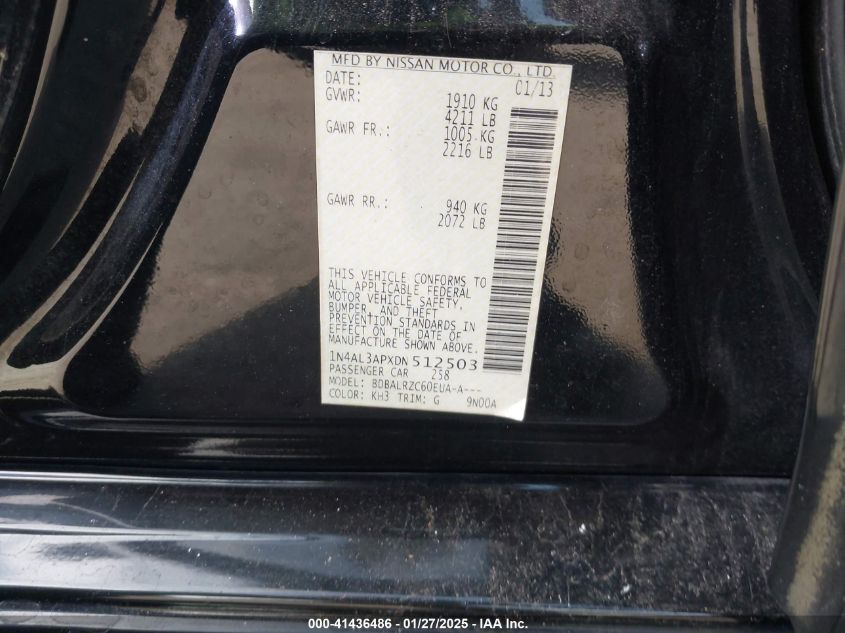 MFD BY NISSAN MOTOR CO., LTD.
DATE: 01/13
GVWR: 1910 KG
4211 LB
GAWR FR.: 1005 KG
2216 LB
GAWR RR.: 940 KG
2072 LB
THIS VEHICLE CONFORMS TO
ALL APPLICABLE FEDERAL
MOTOR VEHICLE SAFETY,
BUMPER, AND THEFT
PREVENTION STANDARDS IN
EFFECT ON THE DATE OF
MANUFACTURE SHOWN ABOVE.
1N4AL3APXDN512503
PASSENGER CAR 258
MODEL: BDBALRZC60EUA-A---
COLOR: KH3 TRIM: G 9N00A
000-41436486 - 01/27/2025 - © IAA, Inc.